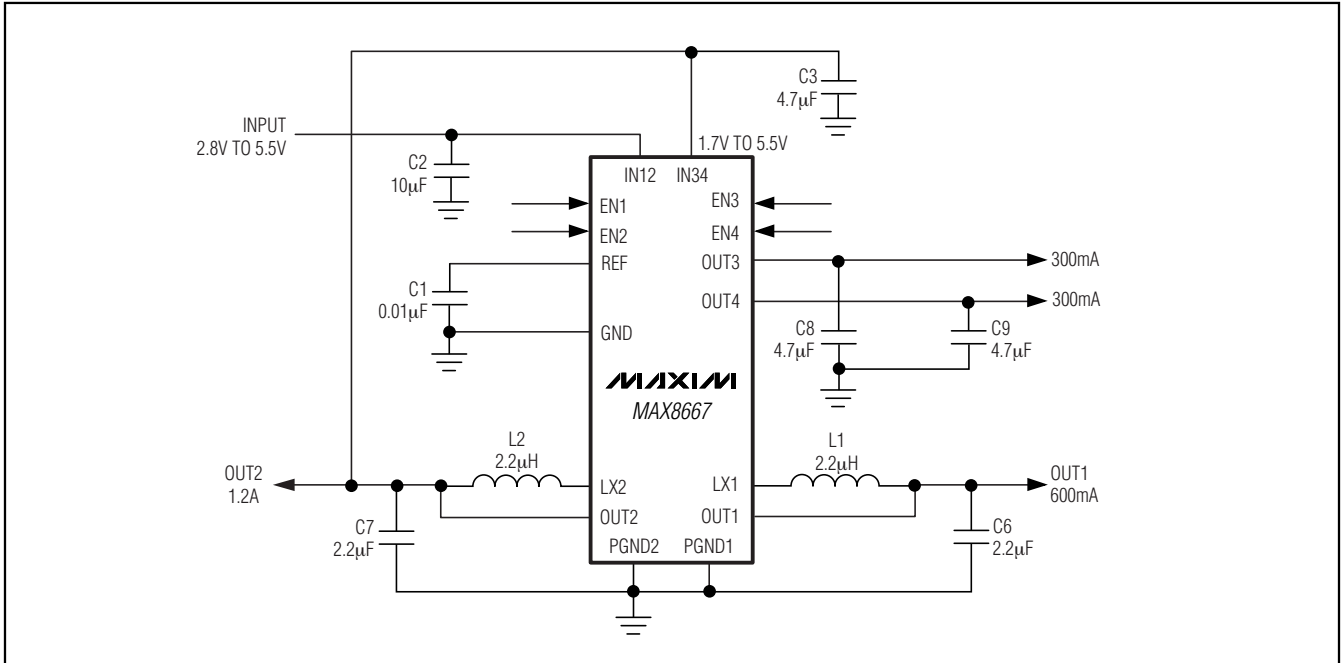 C3
4.7μF
INPUT
2.8V TO 5.5V
1.7V TO 5.5V
C2
10μF
IN12
IN34
EN1
EN2
REF
GND
EN3
EN4
OUT3
OUT4
300mA
300mA
C1
0.01μF
C8
4.7μF
C9
4.7μF
MAXIM
MAX8667
L2
2.2μH
L1
2.2μH
OUT2
1.2A
LX2
OUT2
LX1
OUT1
OUT1
600mA
C7
2.2μF
PGND2
PGND1
C6
2.2μF